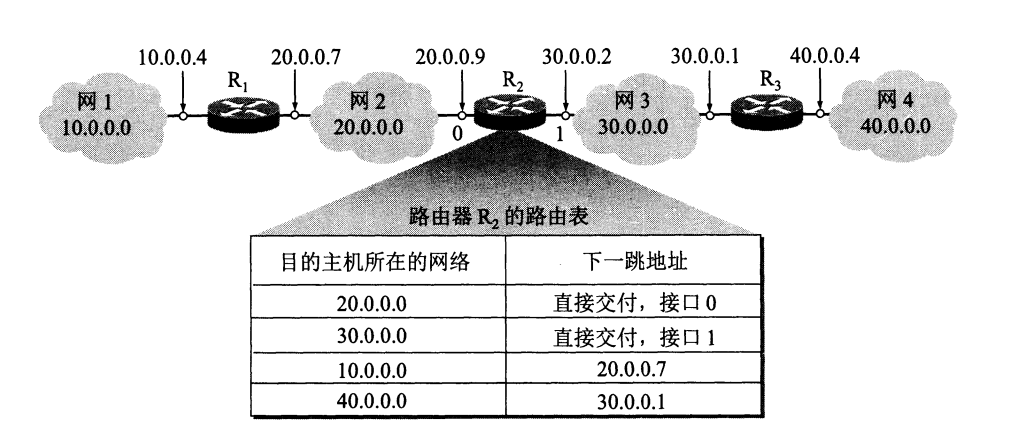 10.0.0.4 20.0.0.7 20.0.0.9 30.0.0.2 30.0.0.1 40.0.0.4
R1 R2 R3
网 1 网 2 网 3 网 4
10.0.0.0 20.0.0.0 30.0.0.0 40.0.0.0
0 1
路由器 R2 的路由表
目的主机所在的网络 下一跳地址
20.0.0.0 直接交付，接口 0
30.0.0.0 直接交付，接口 1
10.0.0.0 20.0.0.7
40.0.0.0 30.0.0.1